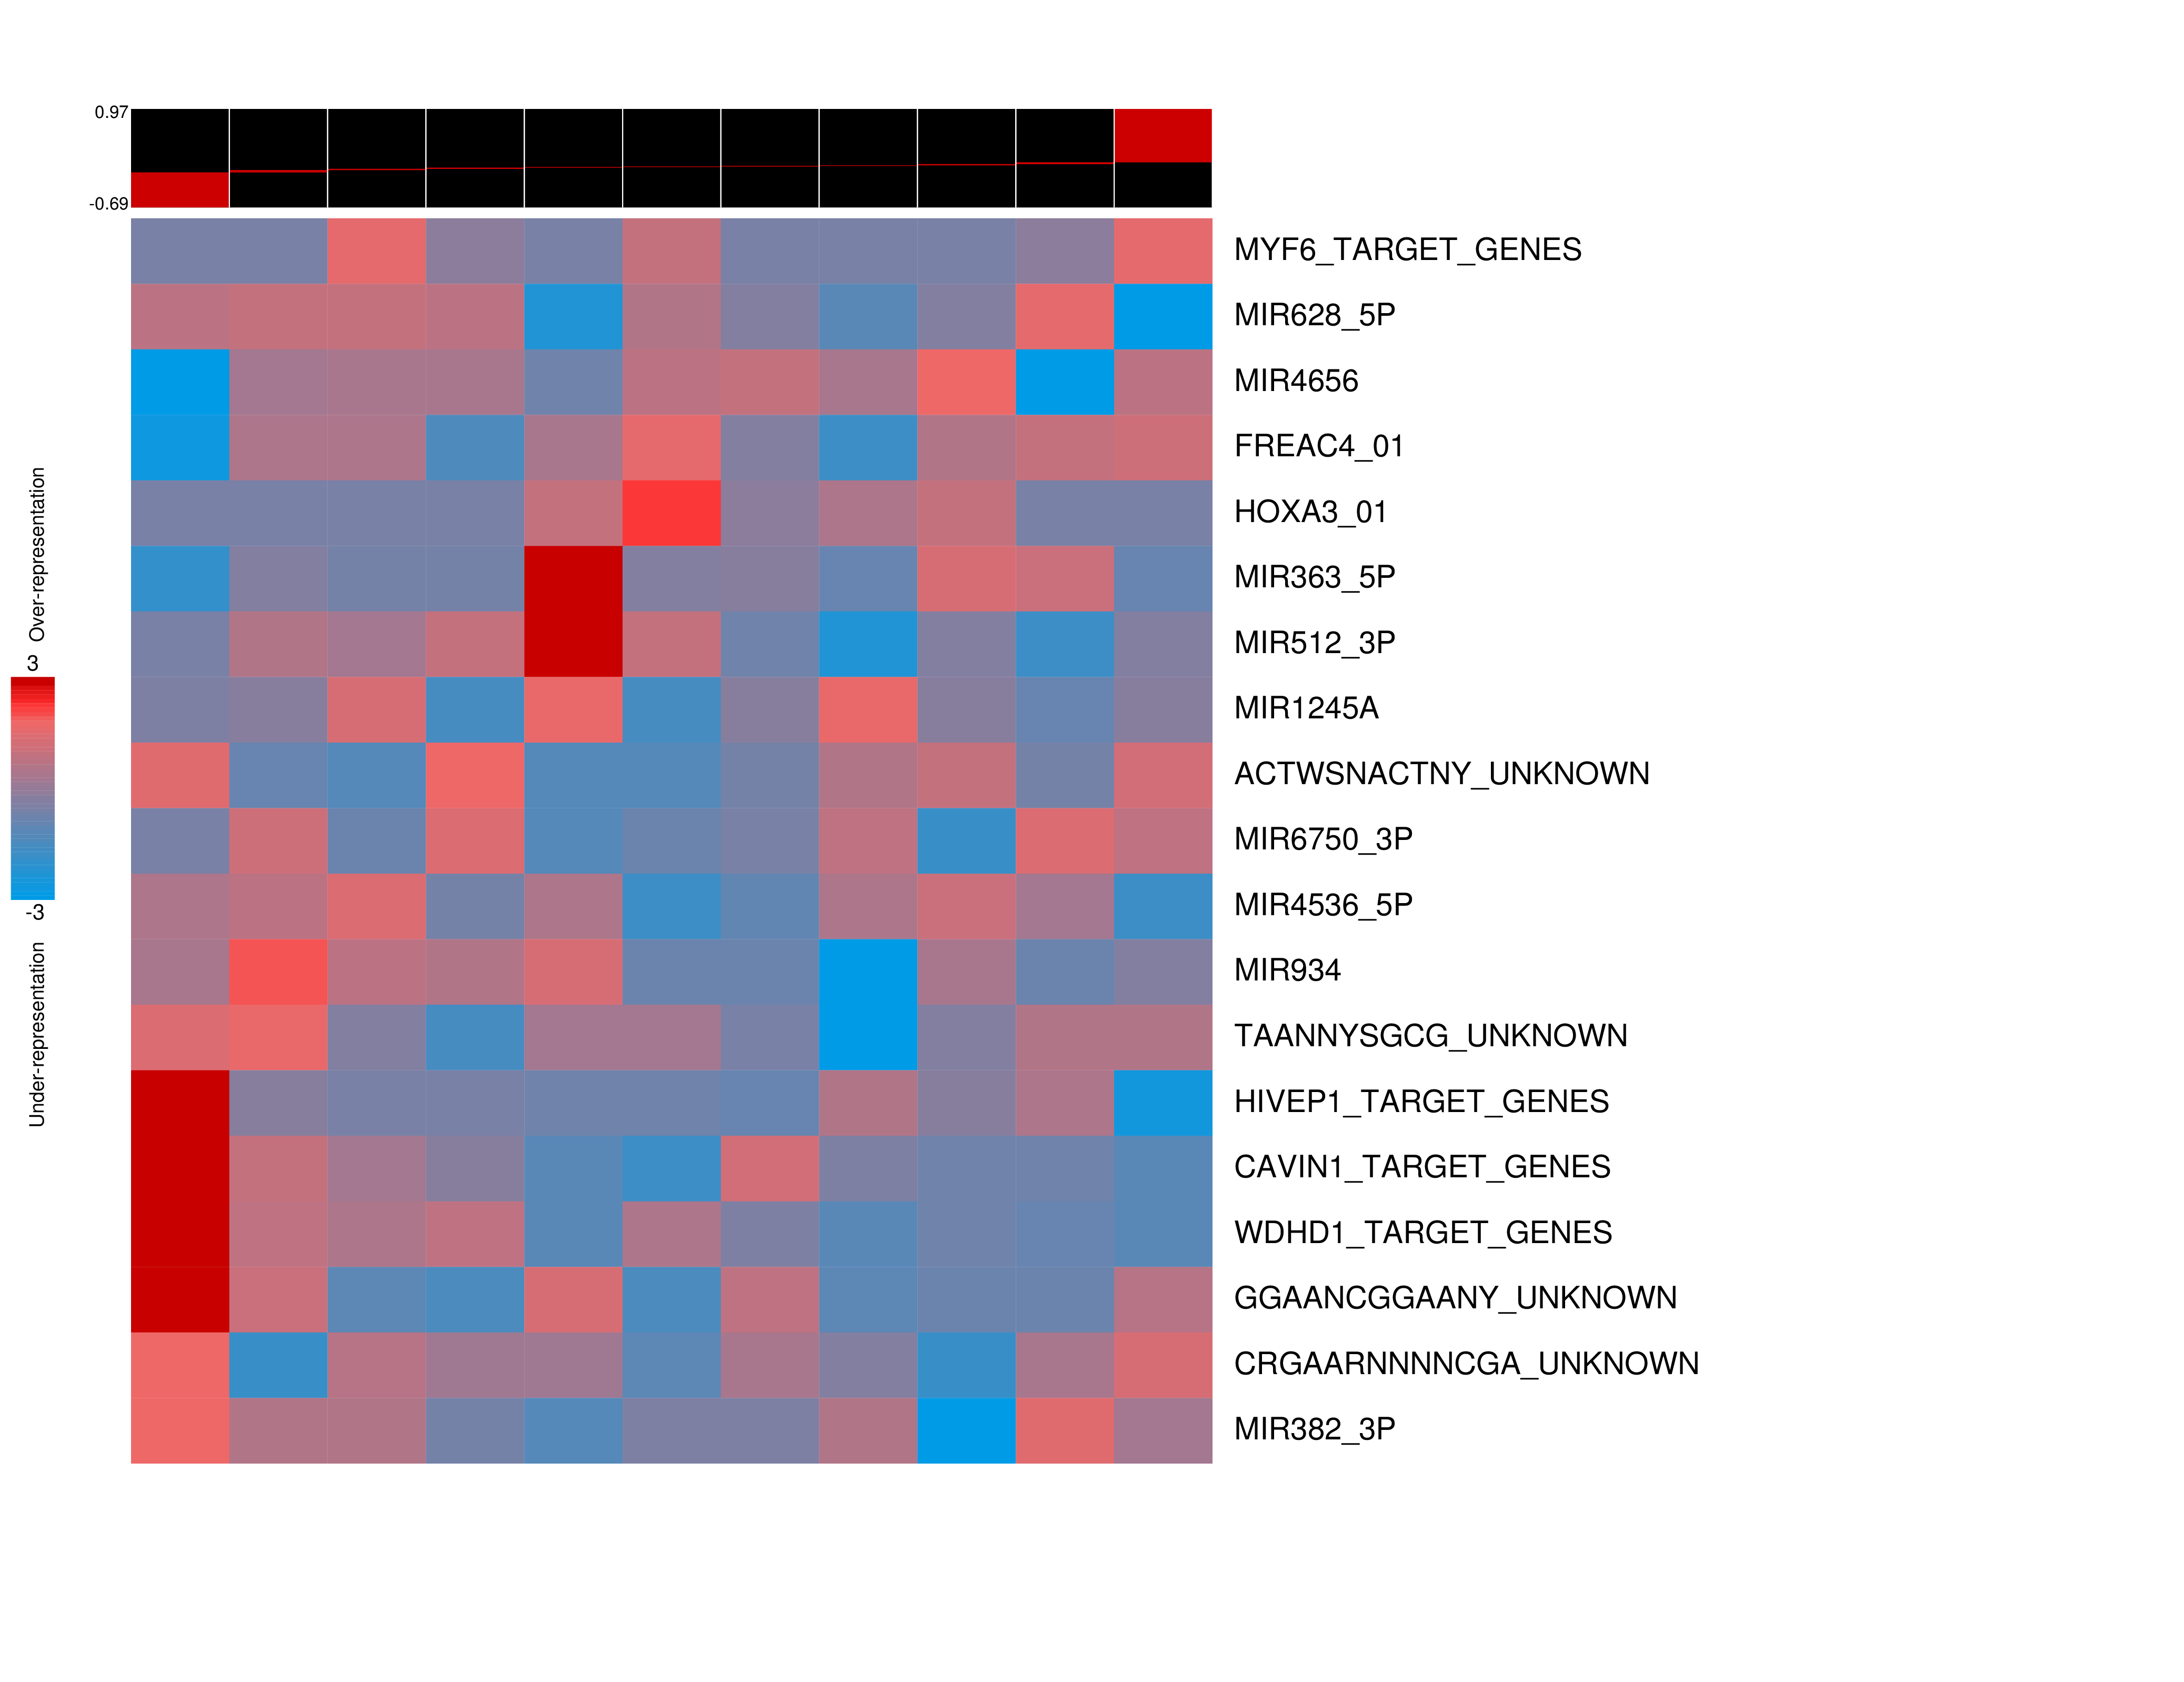 0.97
-0.69
MYF6_TARGET_GENES
MIR628_5P
MIR4656
FREAC4_01
HOXA3_01
MIR363_5P
MIR512_3P
MIR1245A
ACTWSNACTNY_UNKNOWN
MIR6750_3P
MIR4536_5P
MIR934
TAANNYSGCG_UNKNOWN
HIVEP1_TARGET_GENES
CAVIN1_TARGET_GENES
WDHD1_TARGET_GENES
GGAANCGGAANY_UNKNOWN
CRGAARNNNNCGA_UNKNOWN
MIR382_3P
Over-representation
3
-3
Under-representation